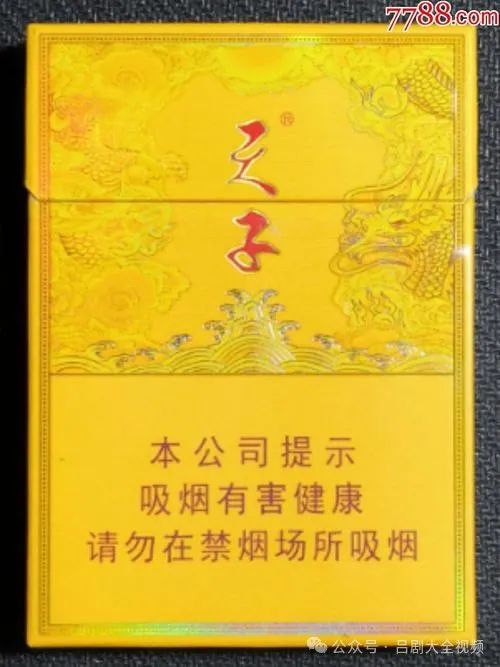 7788.com
天子®
本公司提示
吸烟有害健康
请勿在禁烟场所吸烟
公众号·吕剧大全视频